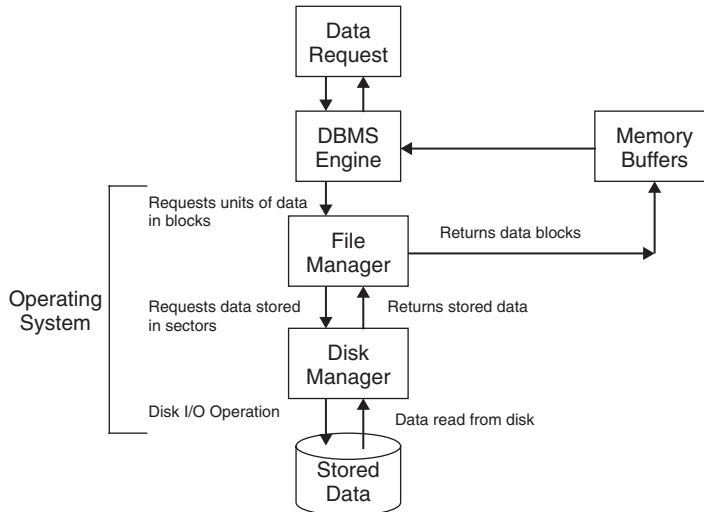 Data
Request
DBMS
Engine
Memory
Buffers
Requests units of data
in blocks
File
Manager
Returns data blocks
Operating
System
Requests data stored
in sectors
Returns stored data
Disk
Manager
Disk I/O Operation
Data read from disk
Stored
Data